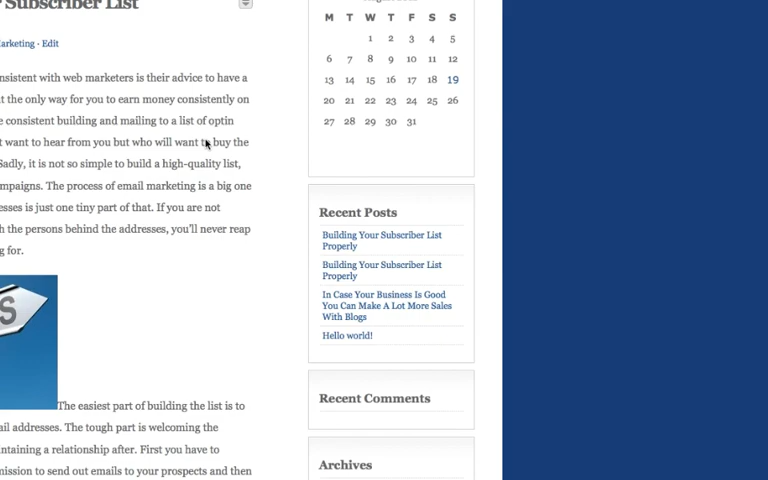 Subscriber List
arketing · Edit
nsistent with web marketers is their advice to have a
t the only way for you to earn money consistently on
e consistent building and mailing to a list of optin
t want to hear from you but who will want to buy the
Sadly, it is not so simple to build a high-quality list,
mpaigns. The process of email marketing is a big one
esses is just one tiny part of that. If you are not
h the persons behind the addresses, you'll never reap
g for.
S
The easiest part of building the list is to
ail addresses. The tough part is welcoming the
ntaining a relationship after. First you have to
mission to send out emails to your prospects and then
M T W T F S S
1 2 3 4 5
6 7 8 9 10 11 12
13 14 15 16 17 18 19
20 21 22 23 24 25 26
27 28 29 30 31
Recent Posts
Building Your Subscriber List
Properly
Building Your Subscriber List
Properly
In Case Your Business Is Good
You Can Make A Lot More Sales
With Blogs
Hello world!
Recent Comments
Archives